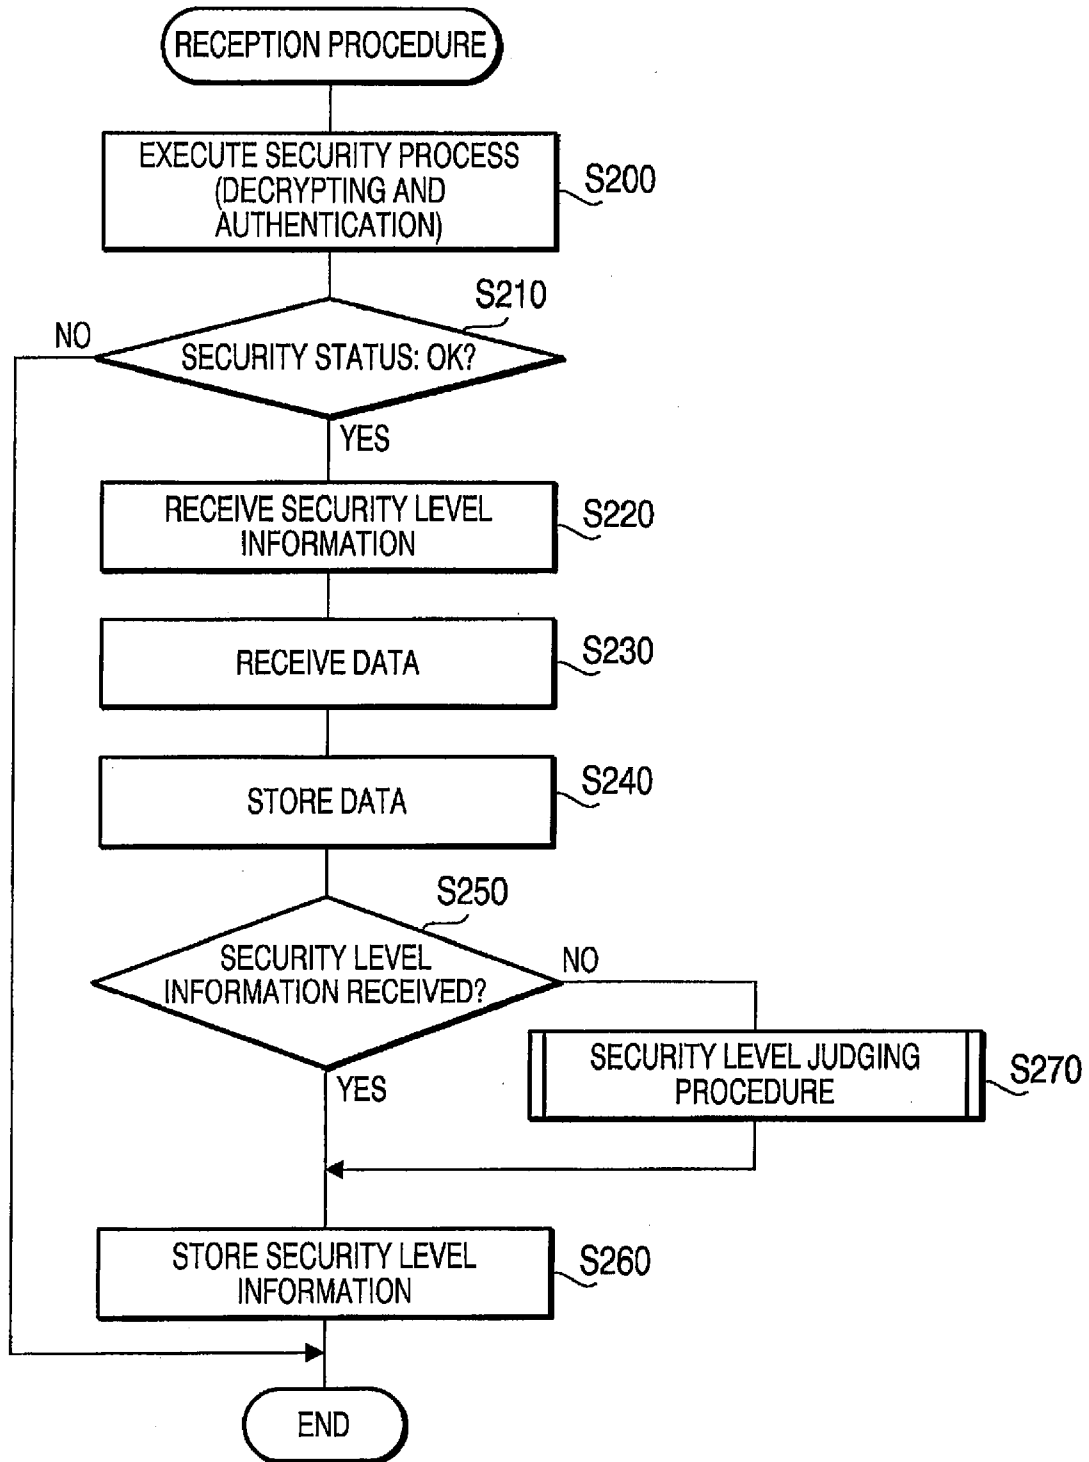 RECEPTION PROCEDURE
EXECUTE SECURITY PROCESS
(DECRYPTING AND
AUTHENTICATION)
S200
S210
NO
SECURITY STATUS: OK?
YES
RECEIVE SECURITY LEVEL
INFORMATION
S220
RECEIVE DATA
S230
STORE DATA
S240
S250
SECURITY LEVEL
INFORMATION RECEIVED?
NO
YES
SECURITY LEVEL JUDGING
PROCEDURE
S270
STORE SECURITY LEVEL
INFORMATION
S260
END